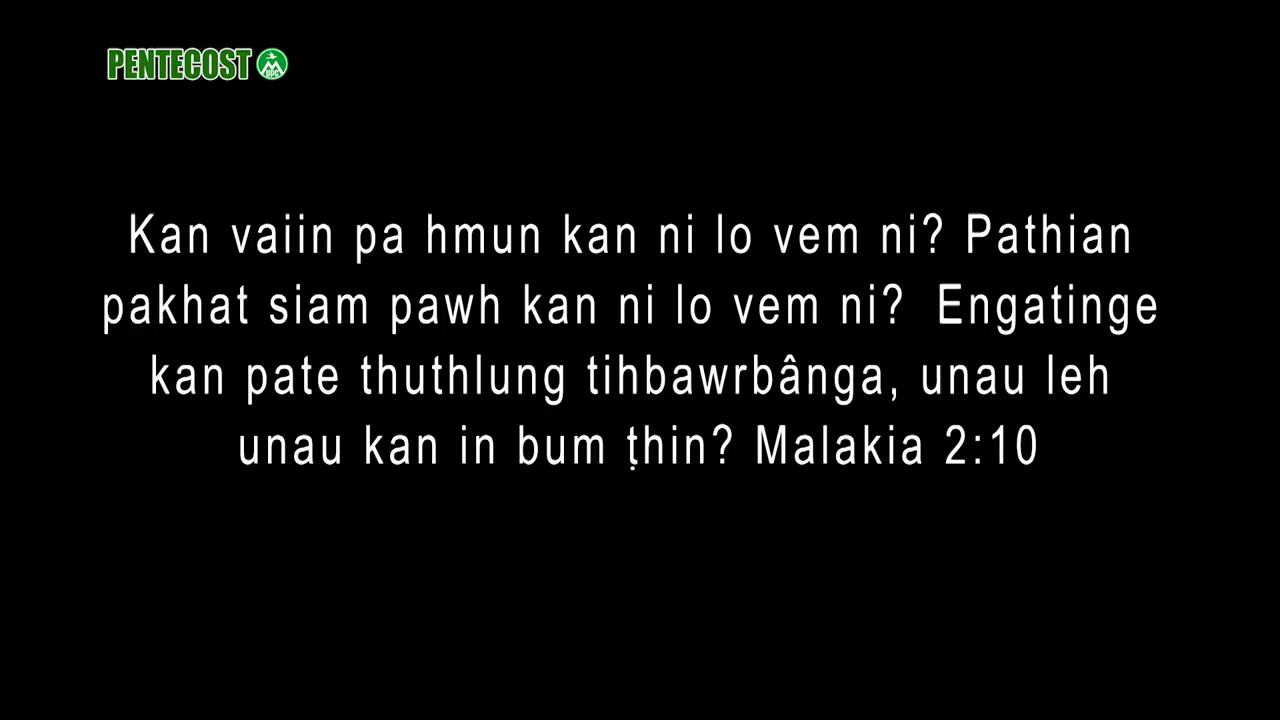 PENTECOST UPC
Kan vaiin pa hmun kan ni lo vem ni? Pathian
pakhat siam pawh kan ni lo vem ni? Engatinge
kan pate thuthlung tihbawrbânga, unau leh
unau kan in bum ṭhin? Malakia 2:10